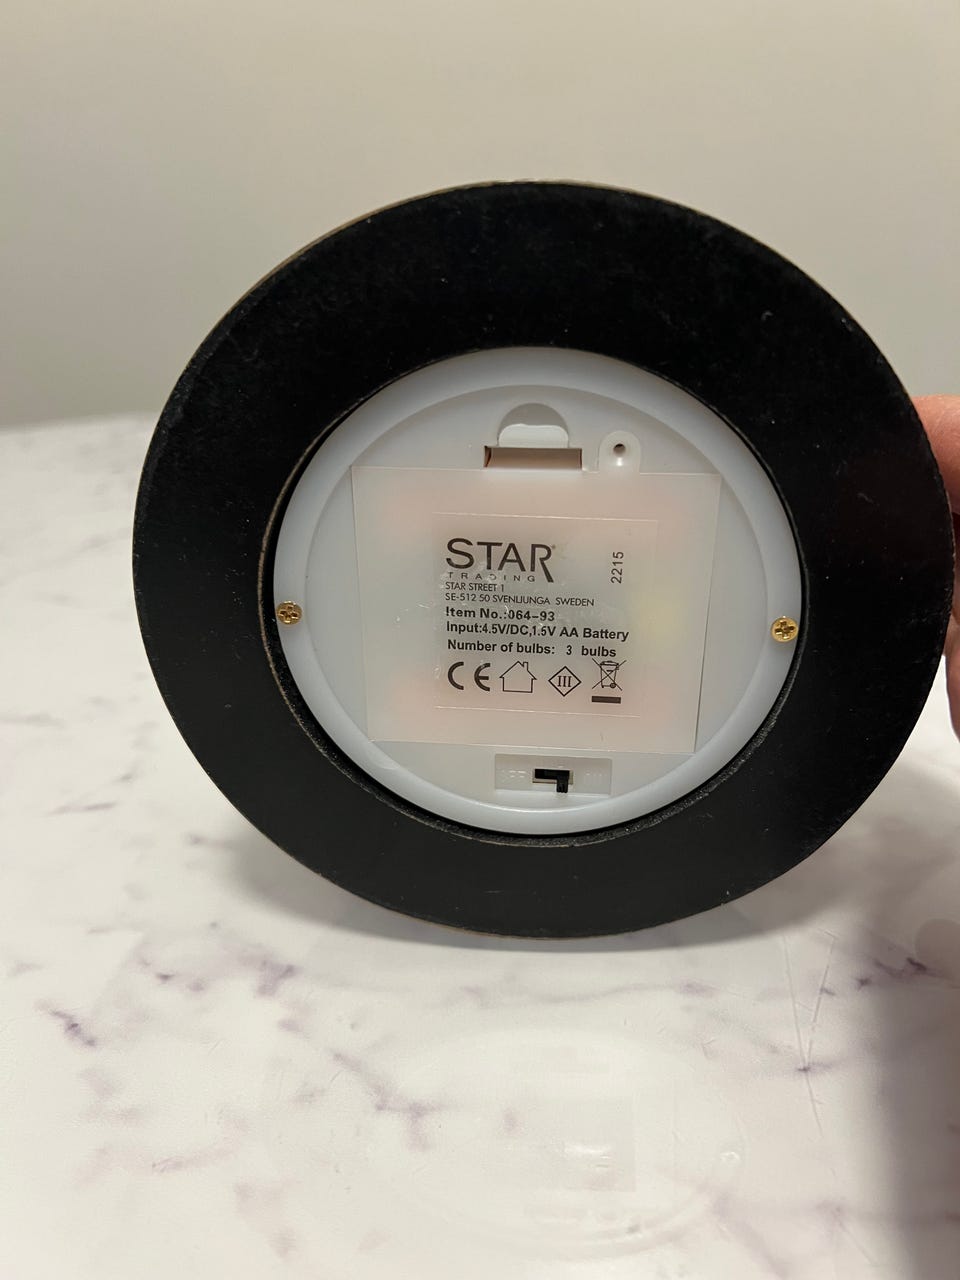 STAR
TRADING
2215
STAR STREET 1
SE-512 50 SVENLJUNGA SWEDEN
Item No.:064-93
Input:4.5V/DC,1.5V AA Battery
Number of bulbs: 3 bulbs
CE
III
OFF